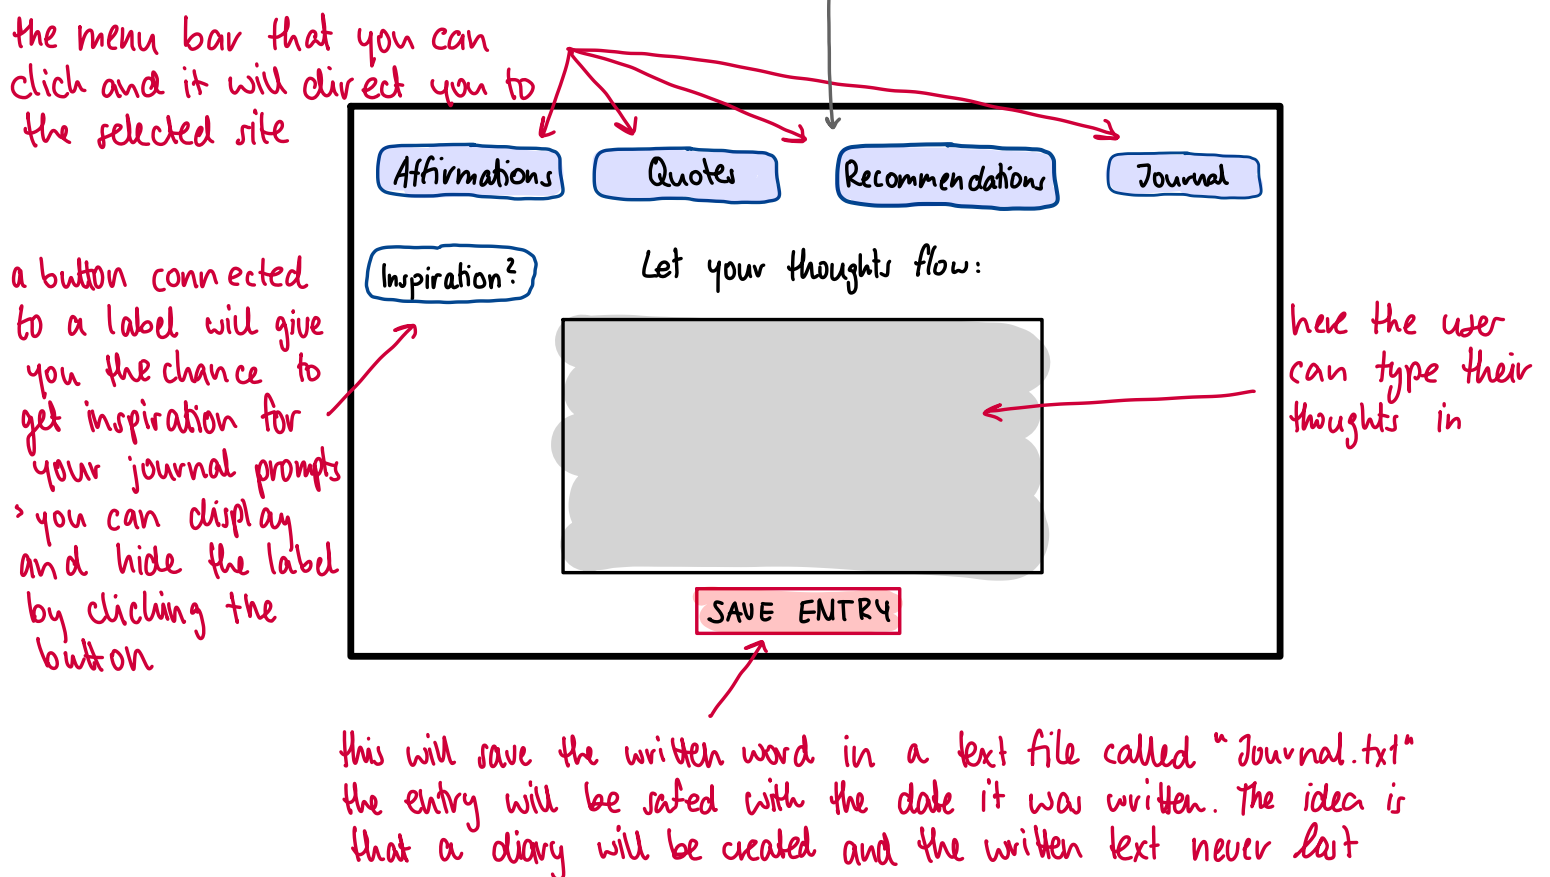 the menu bar that you can
click and it will direct you to
the selected site
Affirmations
Quotes
Recommendations
Journal
Inspiration?
Let your thoughts flow:
a button connected
to a label will give
you the chance to
get inspiration for
your journal prompts
> you can display
and hide the label
by clicking the
button
here the user
can type their
thoughts in
SAVE ENTRY
this will save the written word in a text file called "Journal.txt"
the entry will be safed with the date it was written. The idea is
that a diary will be created and the written text never lost